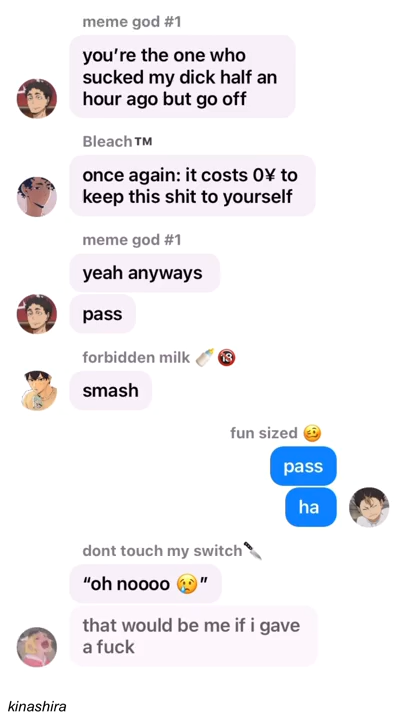 meme god #1
you’re the one who
sucked my dick half an
hour ago but go off
Bleach™
once again: it costs 0¥ to
keep this shit to yourself
meme god #1
yeah anyways
pass
forbidden milk 🍼🔞
smash
fun sized 🥴
pass
ha
dont touch my switch🔪
“oh noooo 😢”
that would be me if i gave
a fuck
kinashira